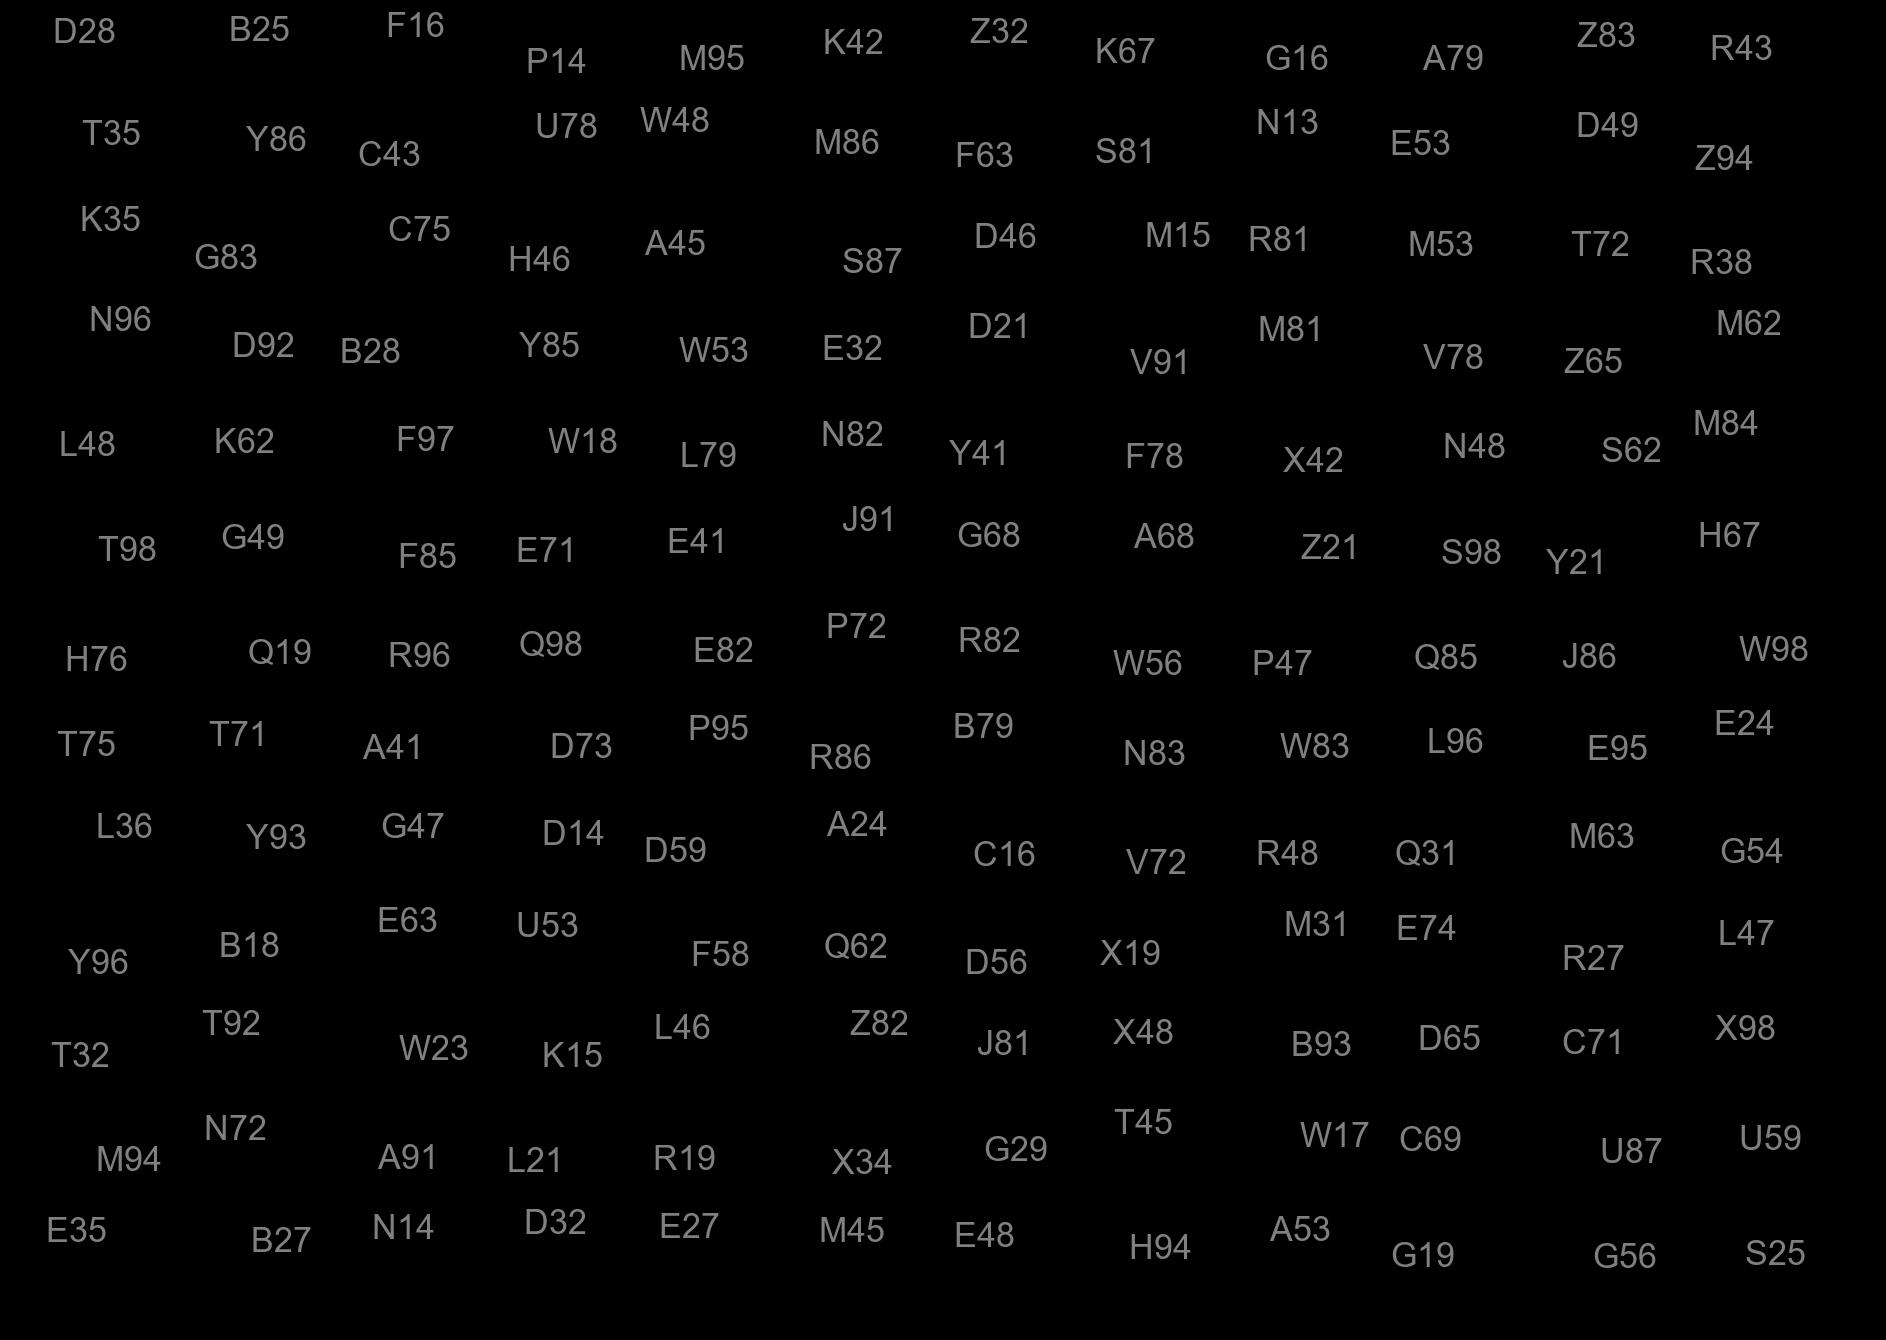 D28 B25 F16 P14 M95 K42 Z32 K67 G16 A79 Z83 R43
T35 Y86 C43 U78 W48 M86 F63 S81 N13 E53 D49 Z94
K35 G83 C75 H46 A45 S87 D46 M15 R81 M53 T72 R38
N96 D92 B28 Y85 W53 E32 D21 V91 M81 V78 Z65 M62
L48 K62 F97 W18 L79 N82 Y41 F78 X42 N48 S62 M84
T98 G49 F85 E71 E41 J91 G68 A68 Z21 S98 Y21 H67
H76 Q19 R96 Q98 E82 P72 R82 W56 P47 Q85 J86 W98
T75 T71 A41 D73 P95 R86 B79 N83 W83 L96 E95 E24
L36 Y93 G47 D14 D59 A24 C16 V72 R48 Q31 M63 G54
Y96 B18 E63 U53 F58 Q62 D56 X19 M31 E74 R27 L47
T32 T92 W23 K15 L46 Z82 J81 X48 B93 D65 C71 X98
M94 N72 A91 L21 R19 X34 G29 T45 W17 C69 U87 U59
E35 B27 N14 D32 E27 M45 E48 H94 A53 G19 G56 S25